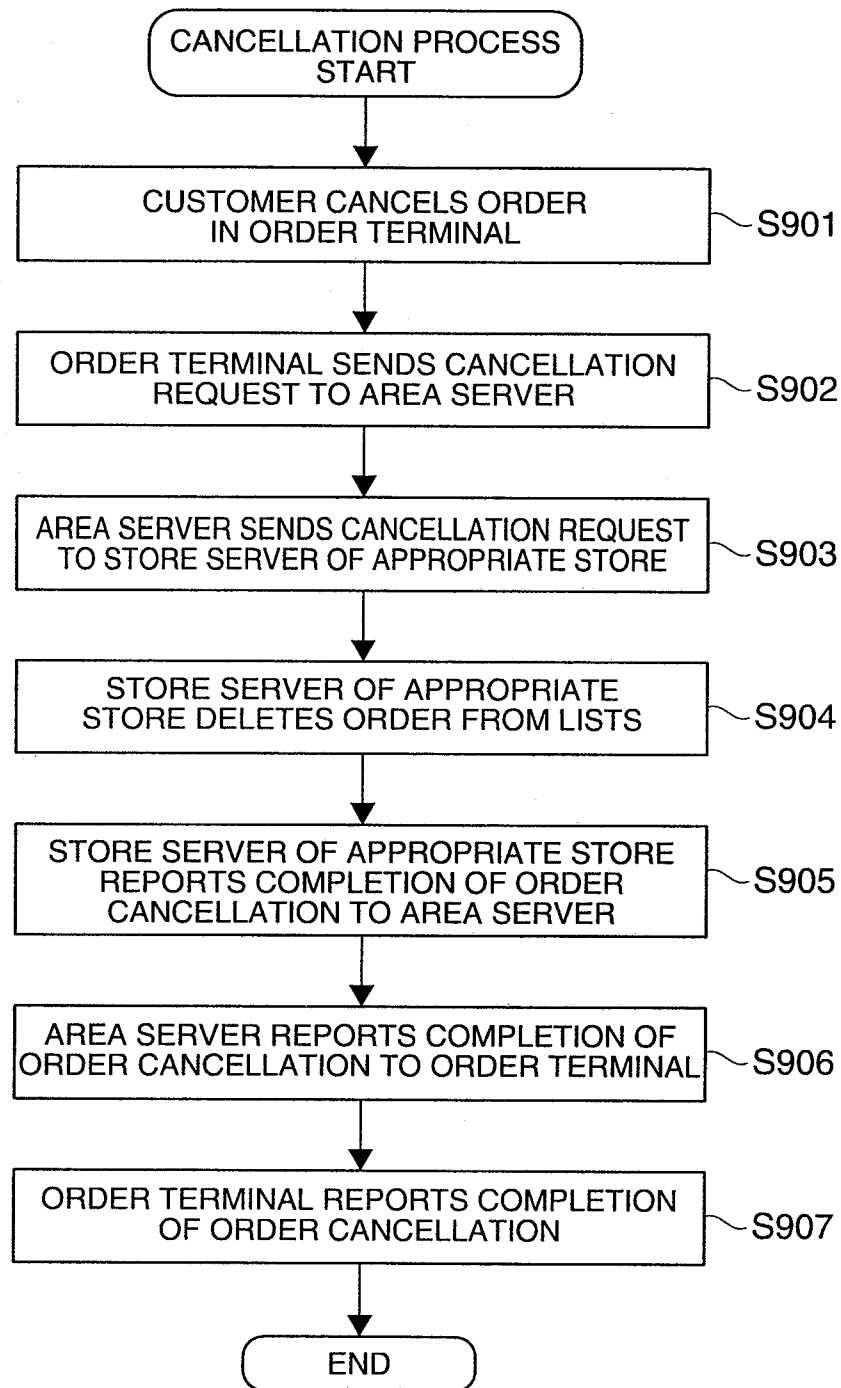 CANCELLATION PROCESS
START
CUSTOMER CANCELS ORDER
IN ORDER TERMINAL
S901
ORDER TERMINAL SENDS CANCELLATION
REQUEST TO AREA SERVER
S902
AREA SERVER SENDS CANCELLATION REQUEST
TO STORE SERVER OF APPROPRIATE STORE
S903
STORE SERVER OF APPROPRIATE
STORE DELETES ORDER FROM LISTS
S904
STORE SERVER OF APPROPRIATE STORE
REPORTS COMPLETION OF ORDER
CANCELLATION TO AREA SERVER
S905
AREA SERVER REPORTS COMPLETION OF
ORDER CANCELLATION TO ORDER TERMINAL
S906
ORDER TERMINAL REPORTS COMPLETION
OF ORDER CANCELLATION
S907
END